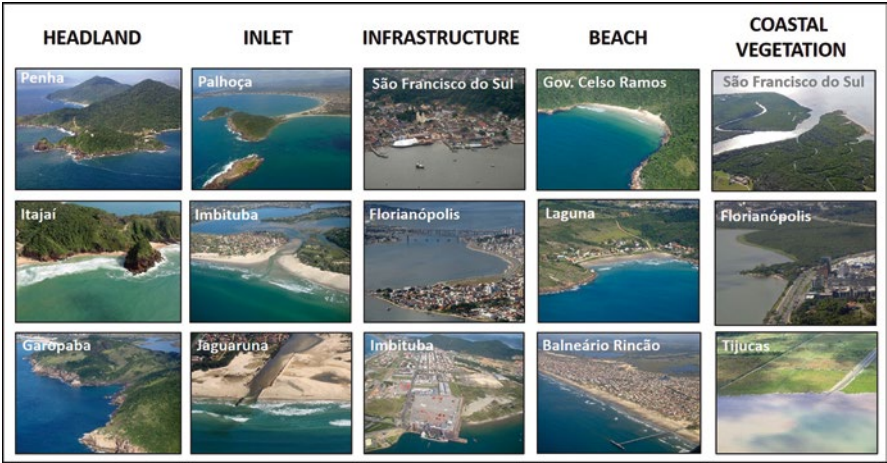 HEADLAND
INLET
INFRASTRUCTURE
BEACH
COASTAL
VEGETATION
Penha
Palhoça
São Francisco do Sul
Gov. Celso Ramos
São Francisco do Sul
Itajaí
Imbituba
Florianópolis
Laguna
Florianópolis
Garopaba
Jaguaruna
Imbituba
Balneário Rincão
Tijucas